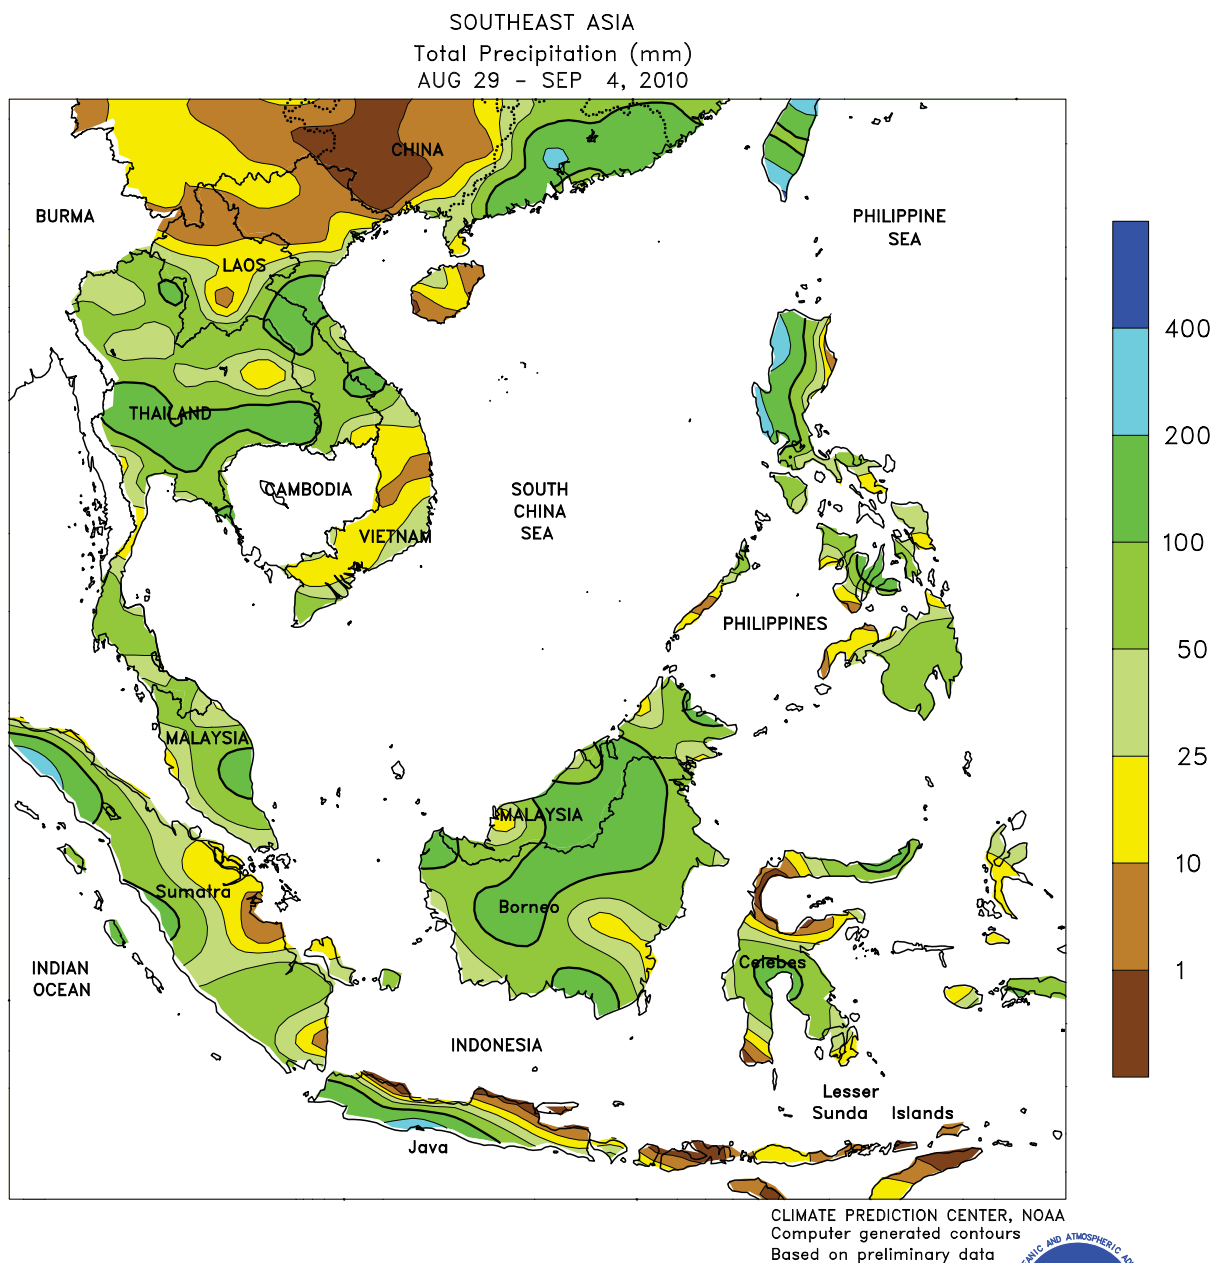 SOUTHEAST ASIA
Total Precipitation (mm)
AUG 29 - SEP 4, 2010
CHINA
BURMA
PHILIPPINE
SEA
LAOS
400
THAILAND
200
CAMBODIA
SOUTH
CHINA
SEA
VIETNAM
100
PHILIPPINES
50
MALAYSIA
25
MALAYSIA
10
Sumatra
Borneo
Celebes
1
INDIAN
OCEAN
INDONESIA
Lesser
Sunda Islands
Java
CLIMATE PREDICTION CENTER, NOAA
Computer generated contours
Based on preliminary data
AND ATMOSPHERIC